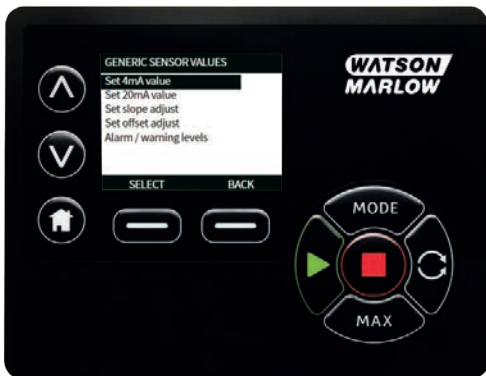 GENERIC SENSOR VALUES
Set 4mA value
Set 20mA value
Set slope adjust
Set offset adjust
Alarm / warning levels
SELECT BACK
WATSON
MARLOW
MODE
MAX